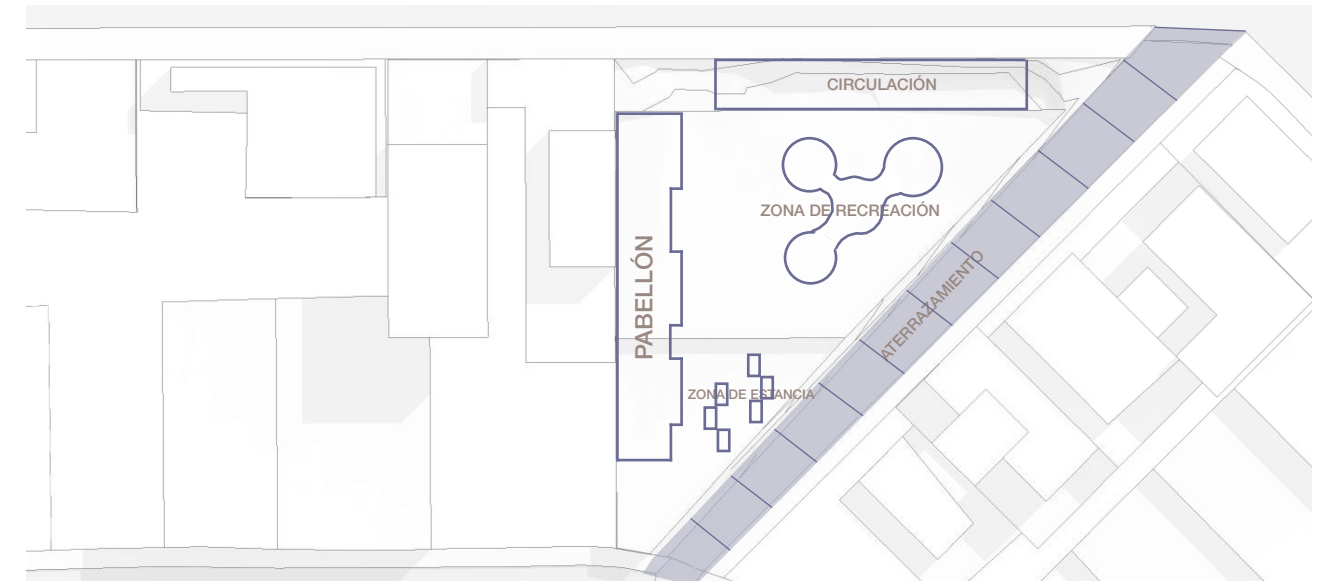 CIRCULACIÓN
ZONA DE RECREACIÓN
PABELLÓN
ATERRAZAMIENTO
ZONA DE ESTANCIA